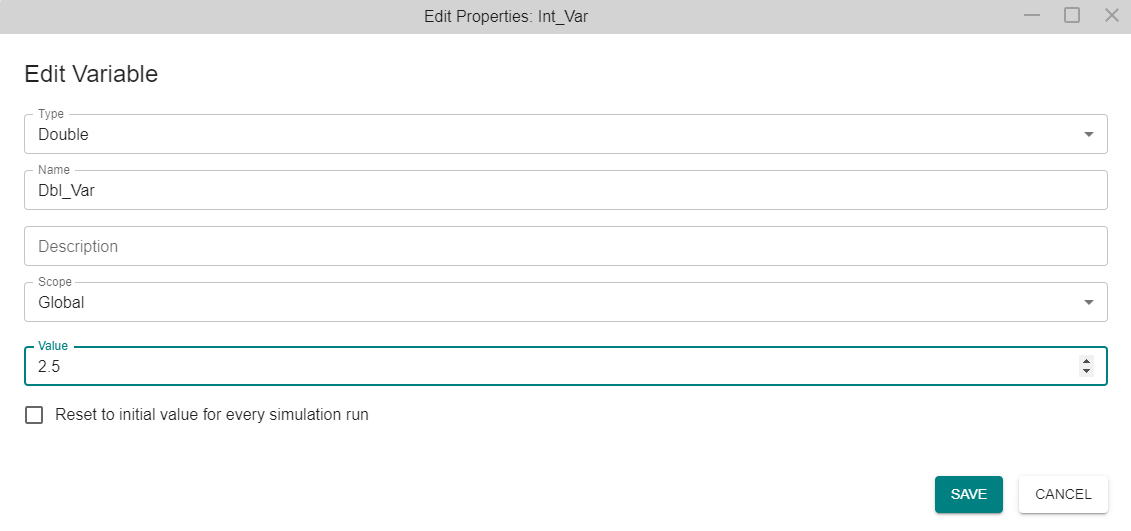 Edit Properties: Int_Var
Edit Variable
Type
Double
Name
Dbl_Var
Description
Scope
Global
Value
2.5
Reset to initial value for every simulation run
SAVE CANCEL